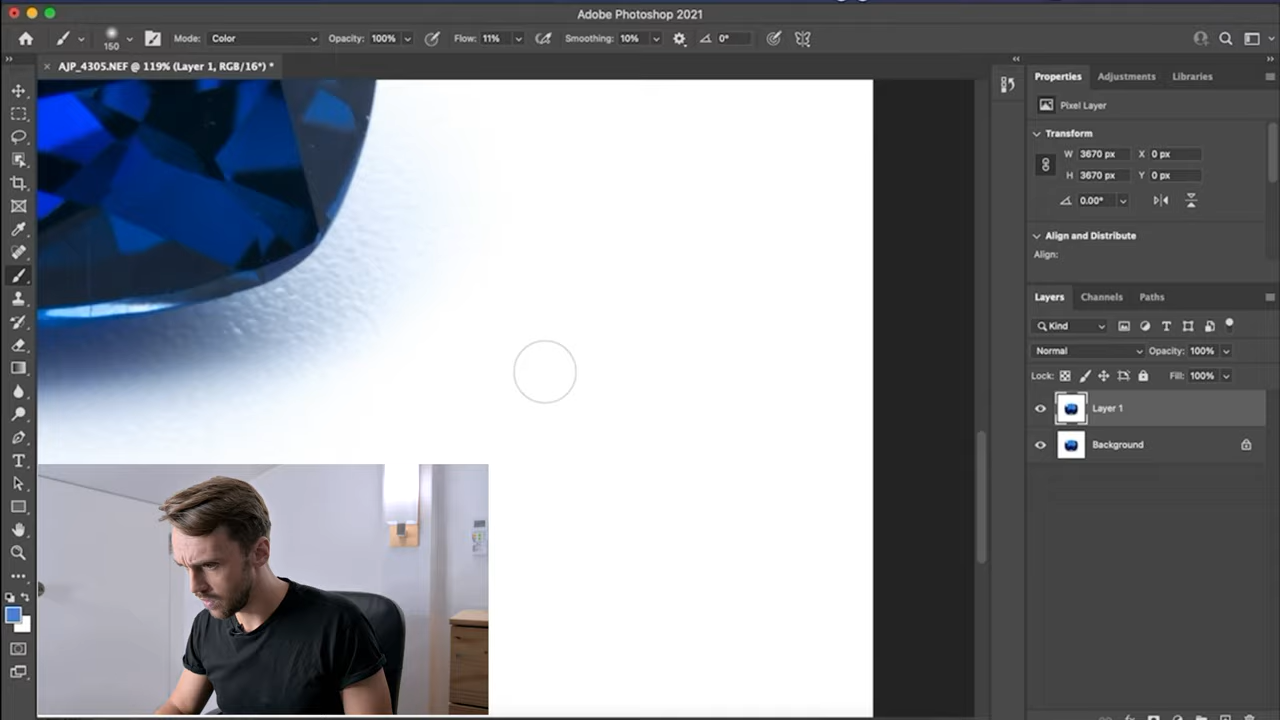 Adobe Photoshop 2021
150 Mode: Color Opacity: 100% Flow: 11% Smoothing: 10% 0°
× AJP_4305.NEF @ 119% (Layer 1, RGB/16*) *
Properties Adjustments Libraries
Pixel Layer
Transform
W 3670 px X 0 px
H 3670 px Y 0 px
0.00°
Align and Distribute
Align:
Layers Channels Paths
Kind
Normal Opacity: 100%
Lock: Fill: 100%
Layer 1
Background